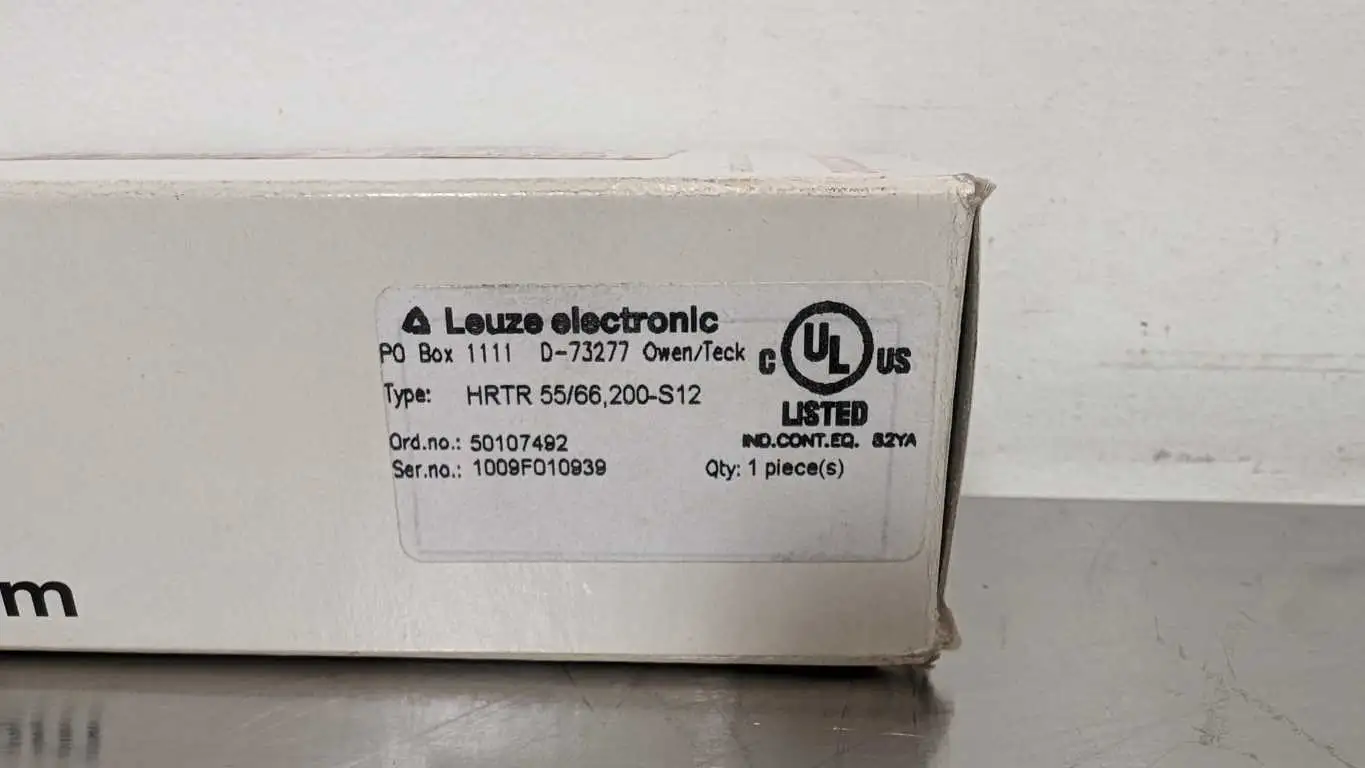 Leuze electronic
PO Box 1111 D-73277 Owen/Teck
Type: HRTR 55/66,200-S12
Ord.no.: 50107492
Ser.no.: 1009F010939
C UL US
LISTED
IND.CONT.EQ. 82YA
Qty: 1 piece(s)
m